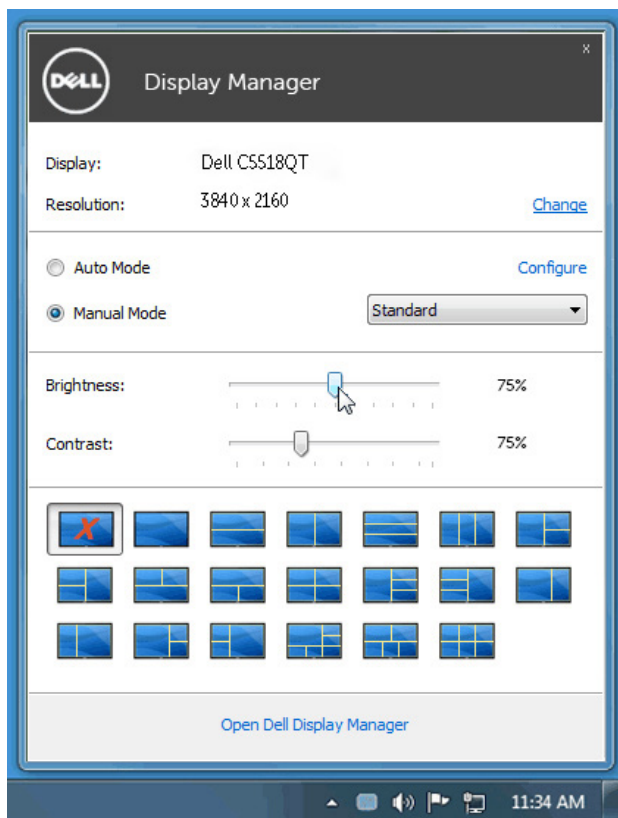 x
DELL Display Manager
Display: Dell C5518QT
Resolution: 3840 x 2160 Change
Auto Mode Configure
Manual Mode Standard
Brightness: 75%
Contrast: 75%
Open Dell Display Manager
11:34 AM